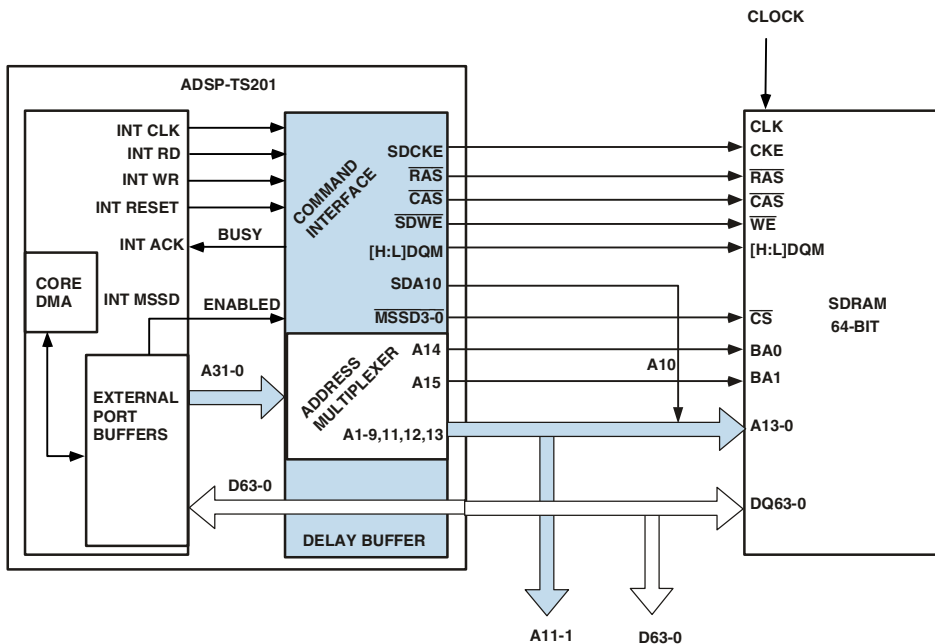 CLOCK
ADSP-TS201
INT CLK
INT RD
INT WR
INT RESET
INT ACK
BUSY
CORE
DMA
INT MSSD
ENABLED
EXTERNAL
PORT
BUFFERS
A31-0
D63-0
COMMAND
INTERFACE
SDCKE
RAS
CAS
SDWE
[H:L]DQM
SDA10
MSSD3-0
ADDRESS
MULTIPLEXER
A14
A15
A1-9,11,12,13
DELAY BUFFER
A10
A11-1
D63-0
CLK
CKE
RAS
CAS
WE
[H:L]DQM
SDRAM
64-BIT
CS
BA0
BA1
A13-0
DQ63-0